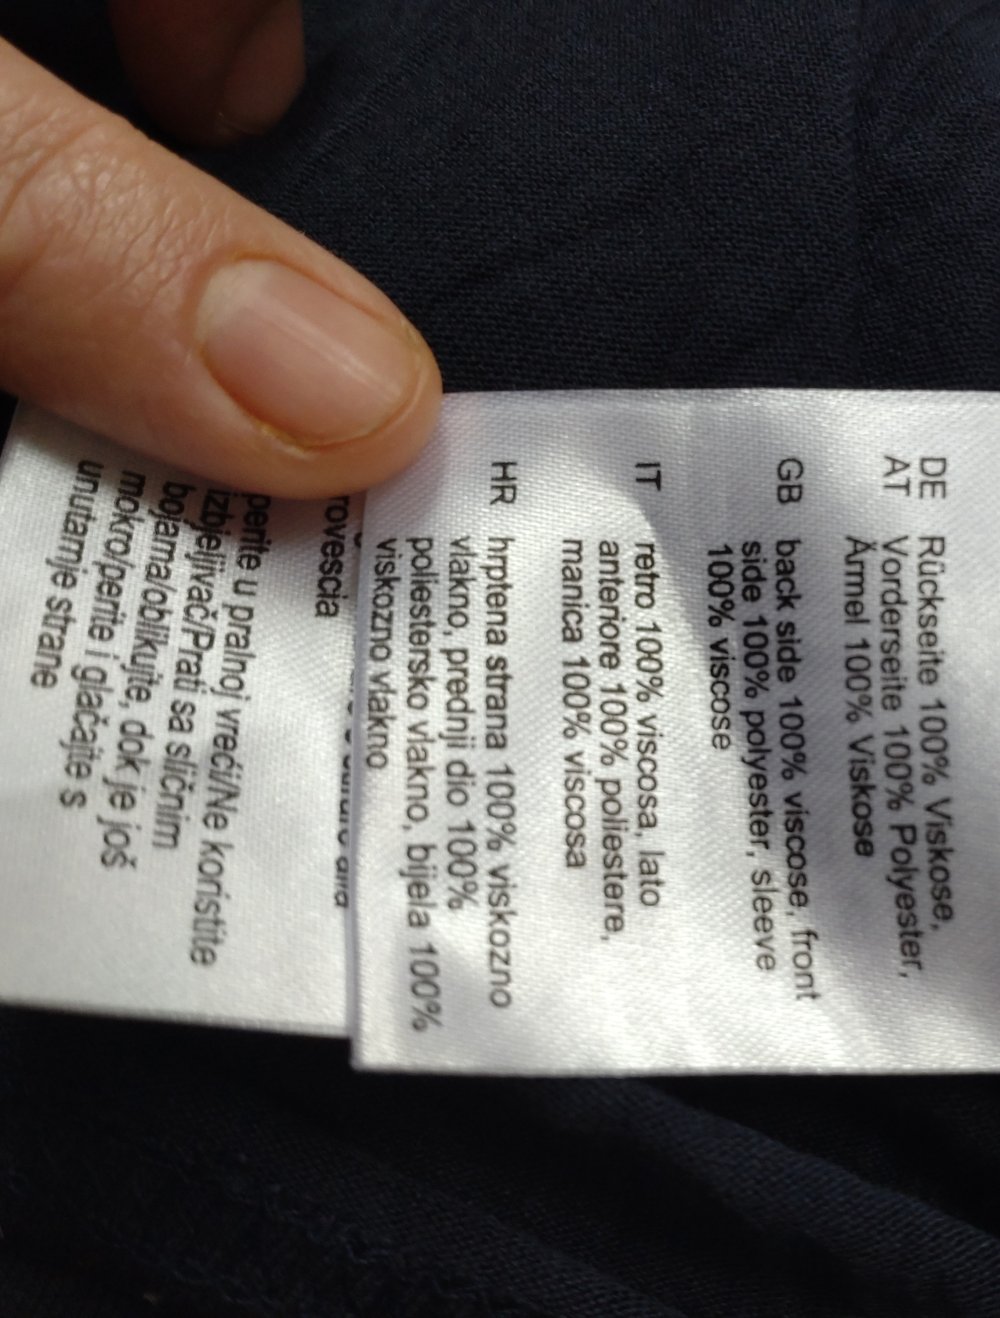 DE Rückseite 100% Viskose,
AT Vorderseite 100% Polyester,
Ärmel 100% Viskose
GB back side 100% viscose, front
side 100% polyester, sleeve
100% viscose
IT retro 100% viscosa, lato
anteriore 100% poliestere,
manica 100% viscosa
HR hrptena strana 100% viskozno
vlakno, prednji dio 100%
poliestersko vlakno, bijela 100%
viskozno vlakno
rovescia
perite u pralnoj vreći/Ne koristite
izbjeljivač/Prati sa sličnim
bojama/oblikujte, dok je još
mokro/perite i glačajte s
unutarnje strane